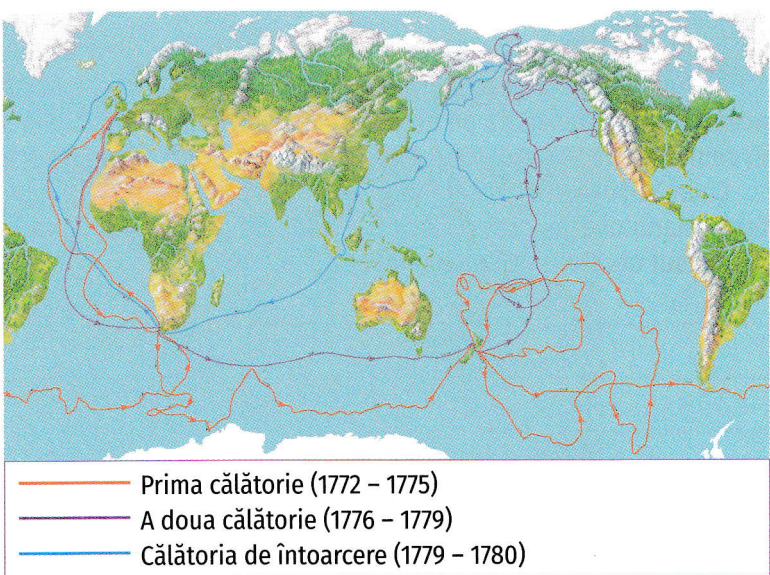 Prima călătorie (1772 – 1775)
A doua călătorie (1776 – 1779)
Călătoria de întoarcere (1779 – 1780)